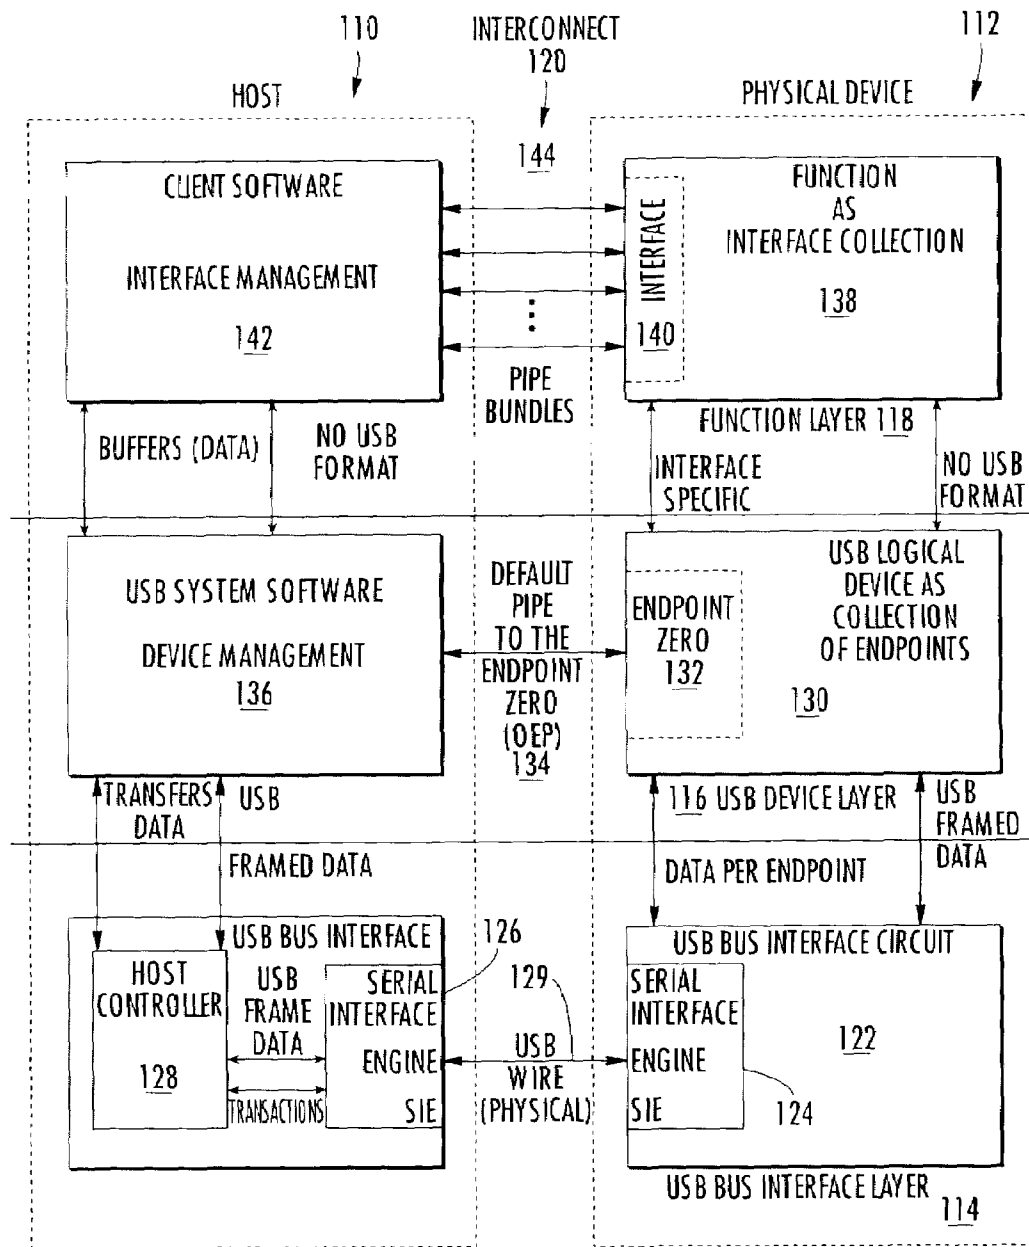 110
INTERCONNECT
120
112
HOST
PHYSICAL DEVICE
144
CLIENT SOFTWARE
INTERFACE MANAGEMENT
142
INTERFACE
140
FUNCTION
AS
INTERFACE COLLECTION
138
PIPE
BUNDLES
BUFFERS (DATA)
NO USB
FORMAT
FUNCTION LAYER 118
INTERFACE
SPECIFIC
NO USB
FORMAT
USB SYSTEM SOFTWARE
DEVICE MANAGEMENT
136
DEFAULT
PIPE
TO THE
ENDPOINT
ZERO
(OEP)
134
ENDPOINT
ZERO
132
USB LOGICAL
DEVICE AS
COLLECTION
OF ENDPOINTS
130
TRANSFERS
DATA
USB
FRAMED DATA
116 USB DEVICE LAYER
USB
FRAMED
DATA
DATA PER ENDPOINT
USB BUS INTERFACE
126
HOST
CONTROLLER
128
USB
FRAME
DATA
TRANSACTIONS
SERIAL
INTERFACE
ENGINE
SIE
129
USB
WIRE
(PHYSICAL)
USB BUS INTERFACE CIRCUIT
SERIAL
INTERFACE
ENGINE
SIE
122
124
USB BUS INTERFACE LAYER
114